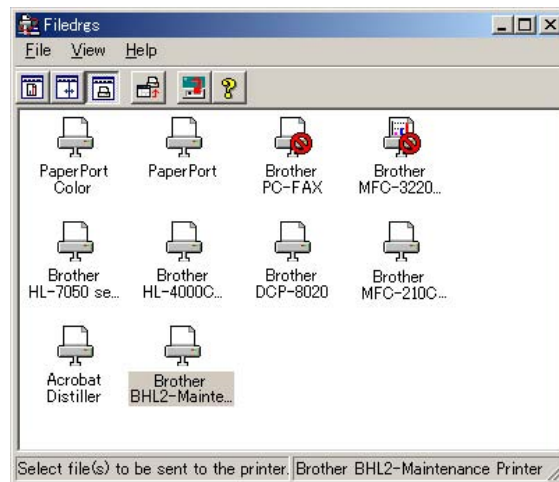 Filedrgs
File View Help
PaperPort
Color
PaperPort
Brother
PC-FAX
Brother
MFC-3220...
Brother
HL-7050 se...
Brother
HL-4000C...
Brother
DCP-8020
Brother
MFC-210C...
Acrobat
Distiller
Brother
BHL2-Mainte...
Select file(s) to be sent to the printer.
Brother BHL2-Maintenance Printer